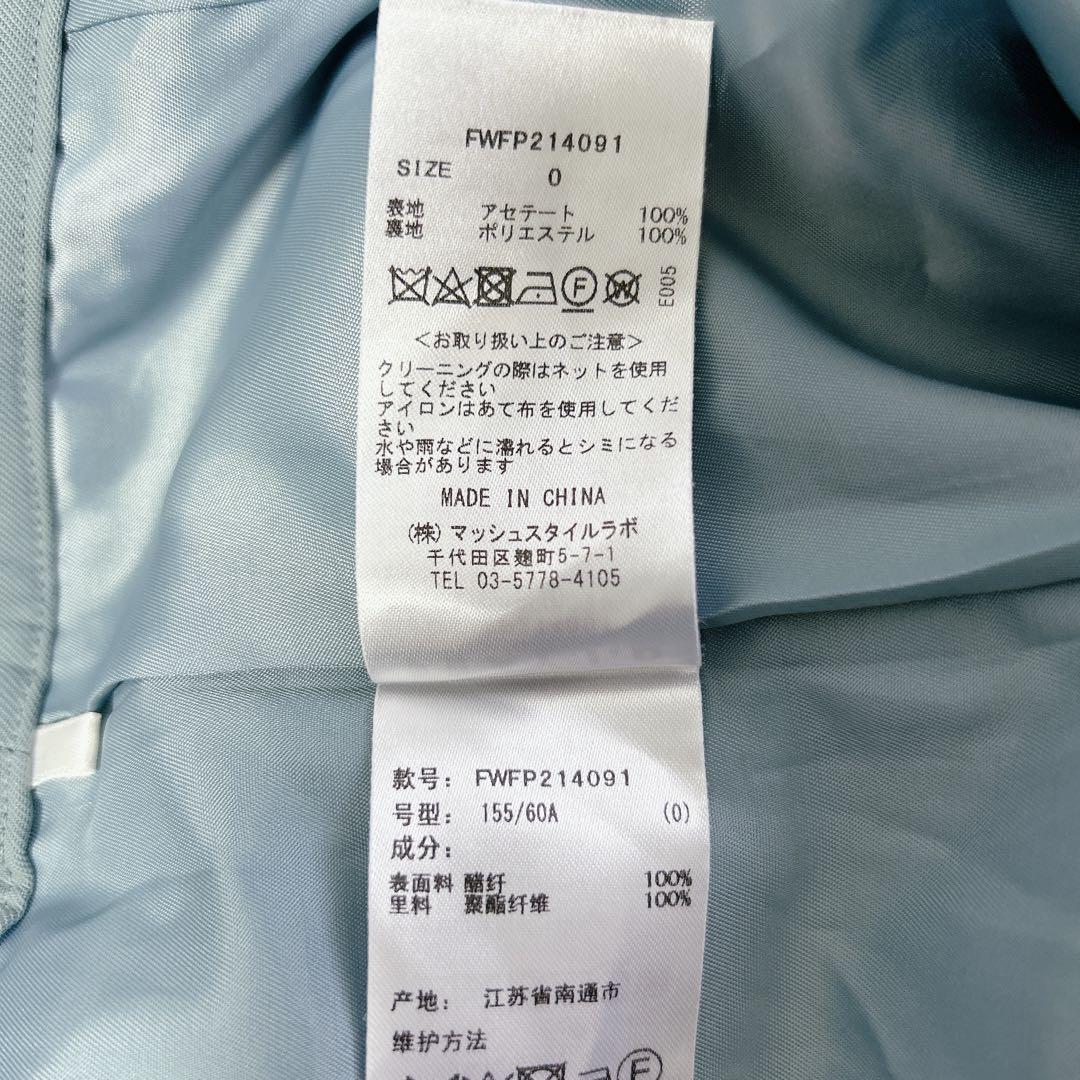 FWFP214091
SIZE 0
表地 アセテート 100%
裏地 ポリエステル 100%
F W E005
<お取り扱い上のご注意>
クリーニングの際はネットを使用
してください
アイロンはあて布を使用してくだ
さい
水や雨などに濡れるとシミになる
場合があります
MADE IN CHINA
(株)マッシュスタイルラボ
千代田区麹町5-7-1
TEL 03-5778-4105
款号: FWFP214091
号型: 155/60A (0)
成分:
表面料 醋纤 100%
里料 聚酯纤维 100%
产地: 江苏省南通市
维护方法
F